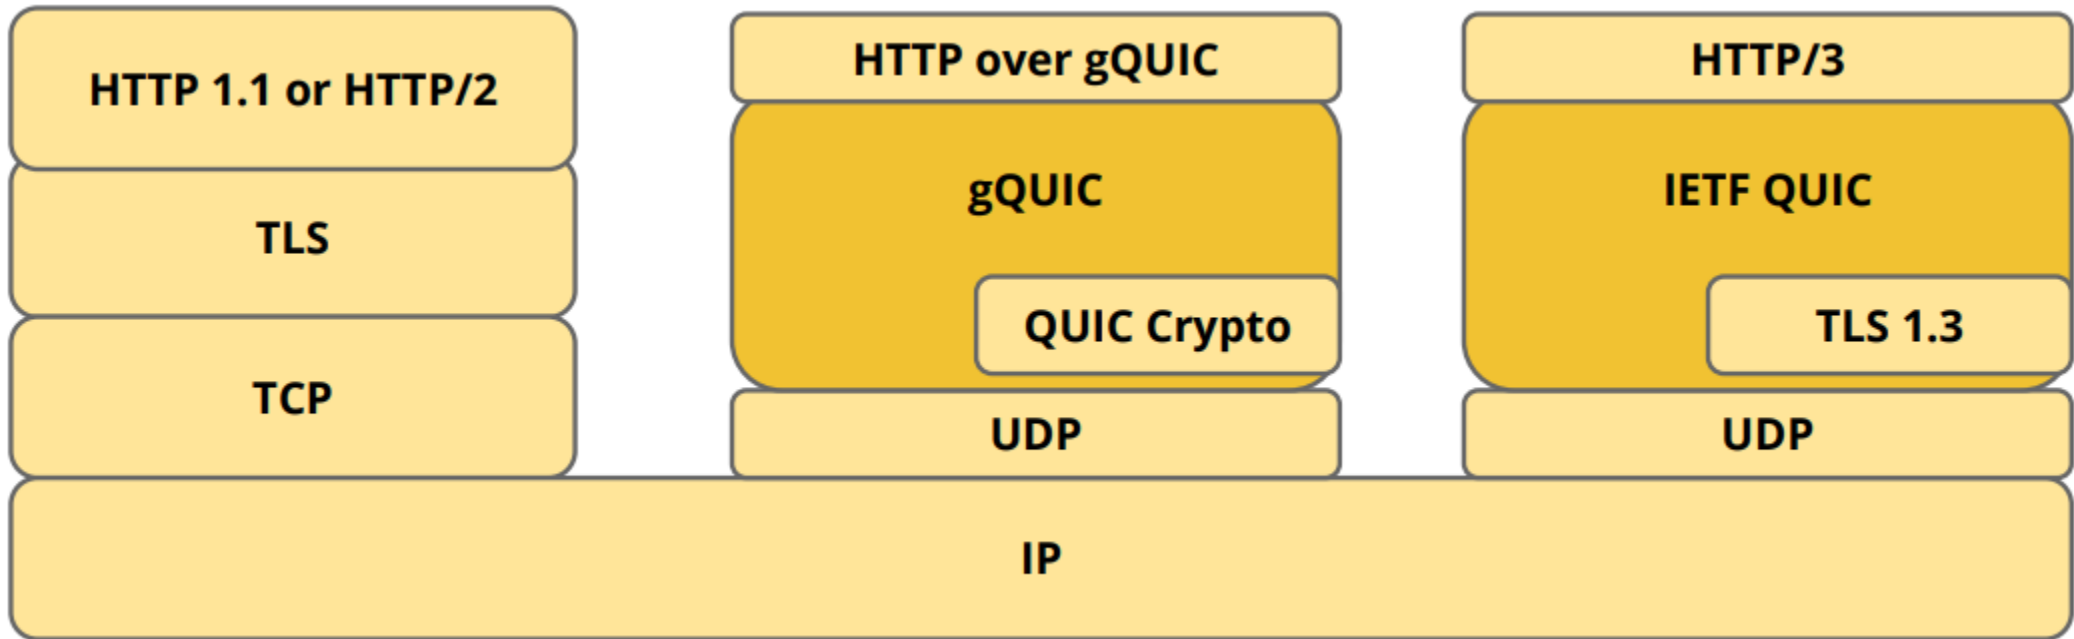 HTTP 1.1 or HTTP/2
TLS
TCP
HTTP over gQUIC
gQUIC
QUIC Crypto
UDP
HTTP/3
IETF QUIC
TLS 1.3
UDP
IP